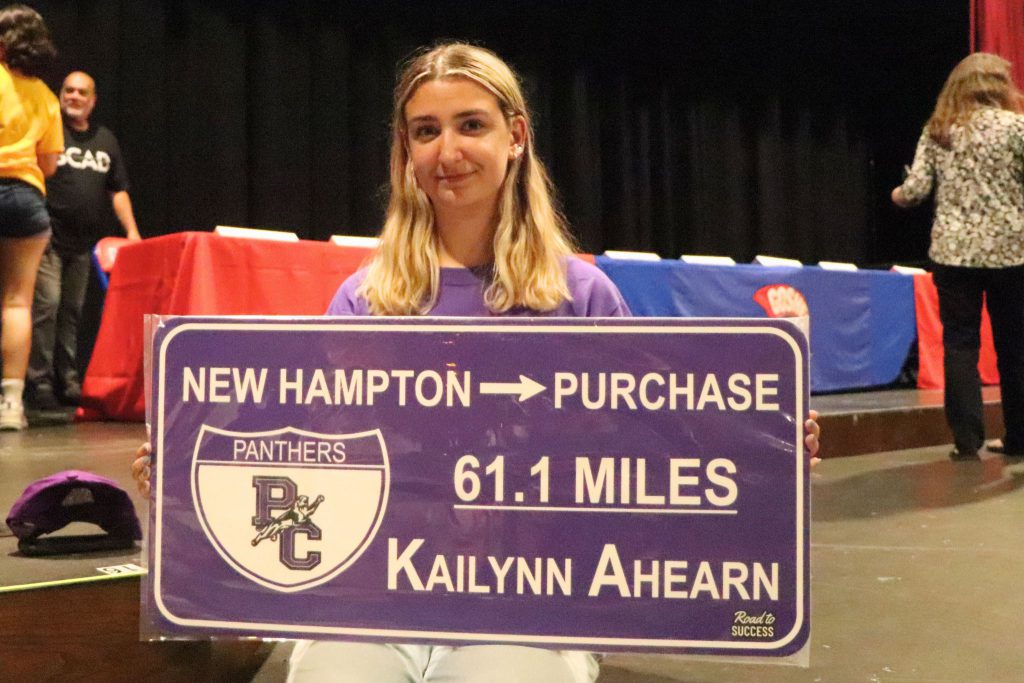 SCAD
NEW HAMPTON → PURCHASE
PANTHERS
PC
61.1 MILES
KAILYNN AHEARN
Road to
SUCCESS